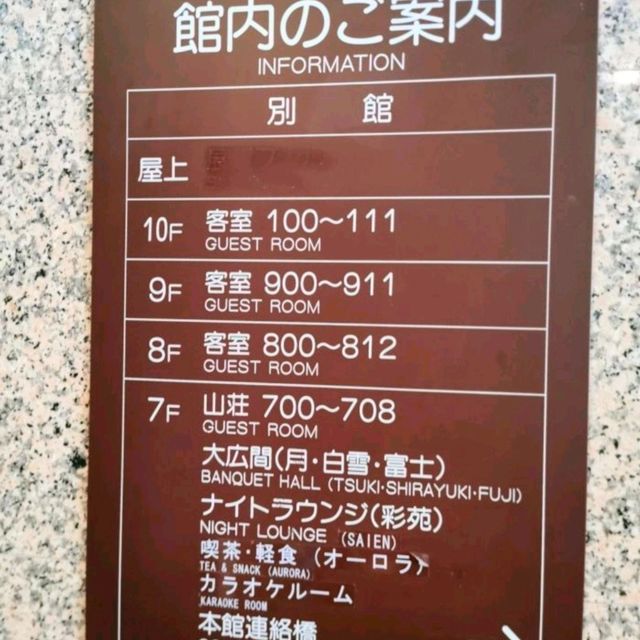 館内のご案内
INFORMATION
別 館
屋上
10F 客室 100〜111
GUEST ROOM
9F 客室 900〜911
GUEST ROOM
8F 客室 800〜812
GUEST ROOM
7F 山荘 700〜708
GUEST ROOM
大広間(月・白雪・富士)
BANQUET HALL (TSUKI・SHIRAYUKI・FUJI)
ナイトラウンジ(彩苑)
NIGHT LOUNGE (SAIEN)
喫茶・軽食 (オーロラ)
TEA & SNACK (AURORA)
カラオケルーム
KARAOKE ROOM
本館連絡橋